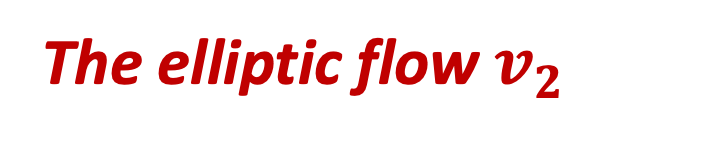 The elliptic flow v₂